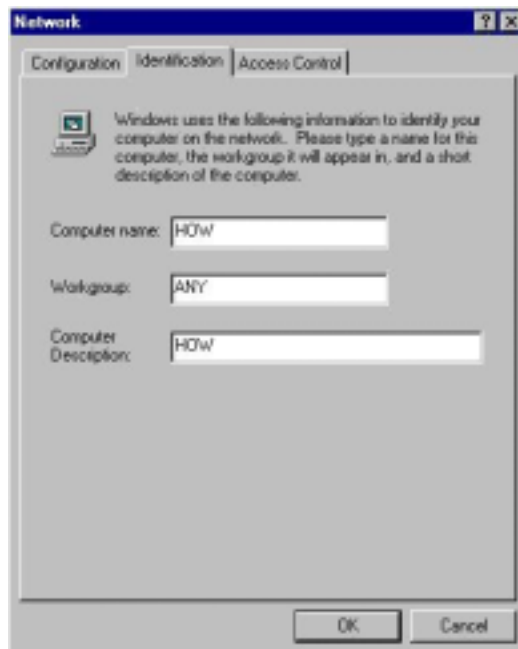 Network
Configuration Identification Access Control
Windows uses the following information to identify your
computer on the network. Please type a name for this
computer, the workgroup it will appear in, and a short
description of the computer.
Computer name: HOW
Workgroup: ANY
Computer
Description: HOW
OK Cancel